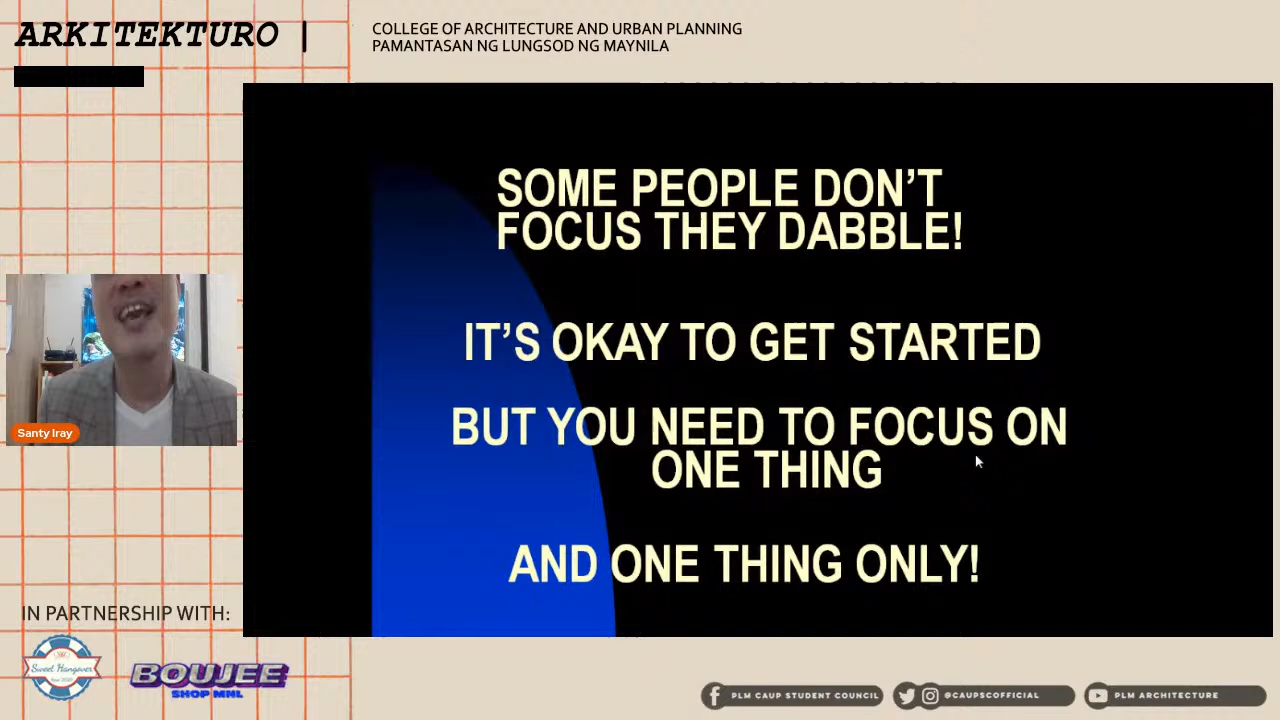 ARKITEKTURO |
COLLEGE OF ARCHITECTURE AND URBAN PLANNING
PAMANTASAN NG LUNGSOD NG MAYNILA
SOME PEOPLE DON'T
FOCUS THEY DABBLE!
IT'S OKAY TO GET STARTED
BUT YOU NEED TO FOCUS ON
ONE THING
AND ONE THING ONLY!
Santy Iray
IN PARTNERSHIP WITH:
Sweet Hangover
BOUJEE
SHOP MNL
PLM CAUP STUDENT COUNCIL
@CAUPSCOFFICIAL
PLM ARCHITECTURE